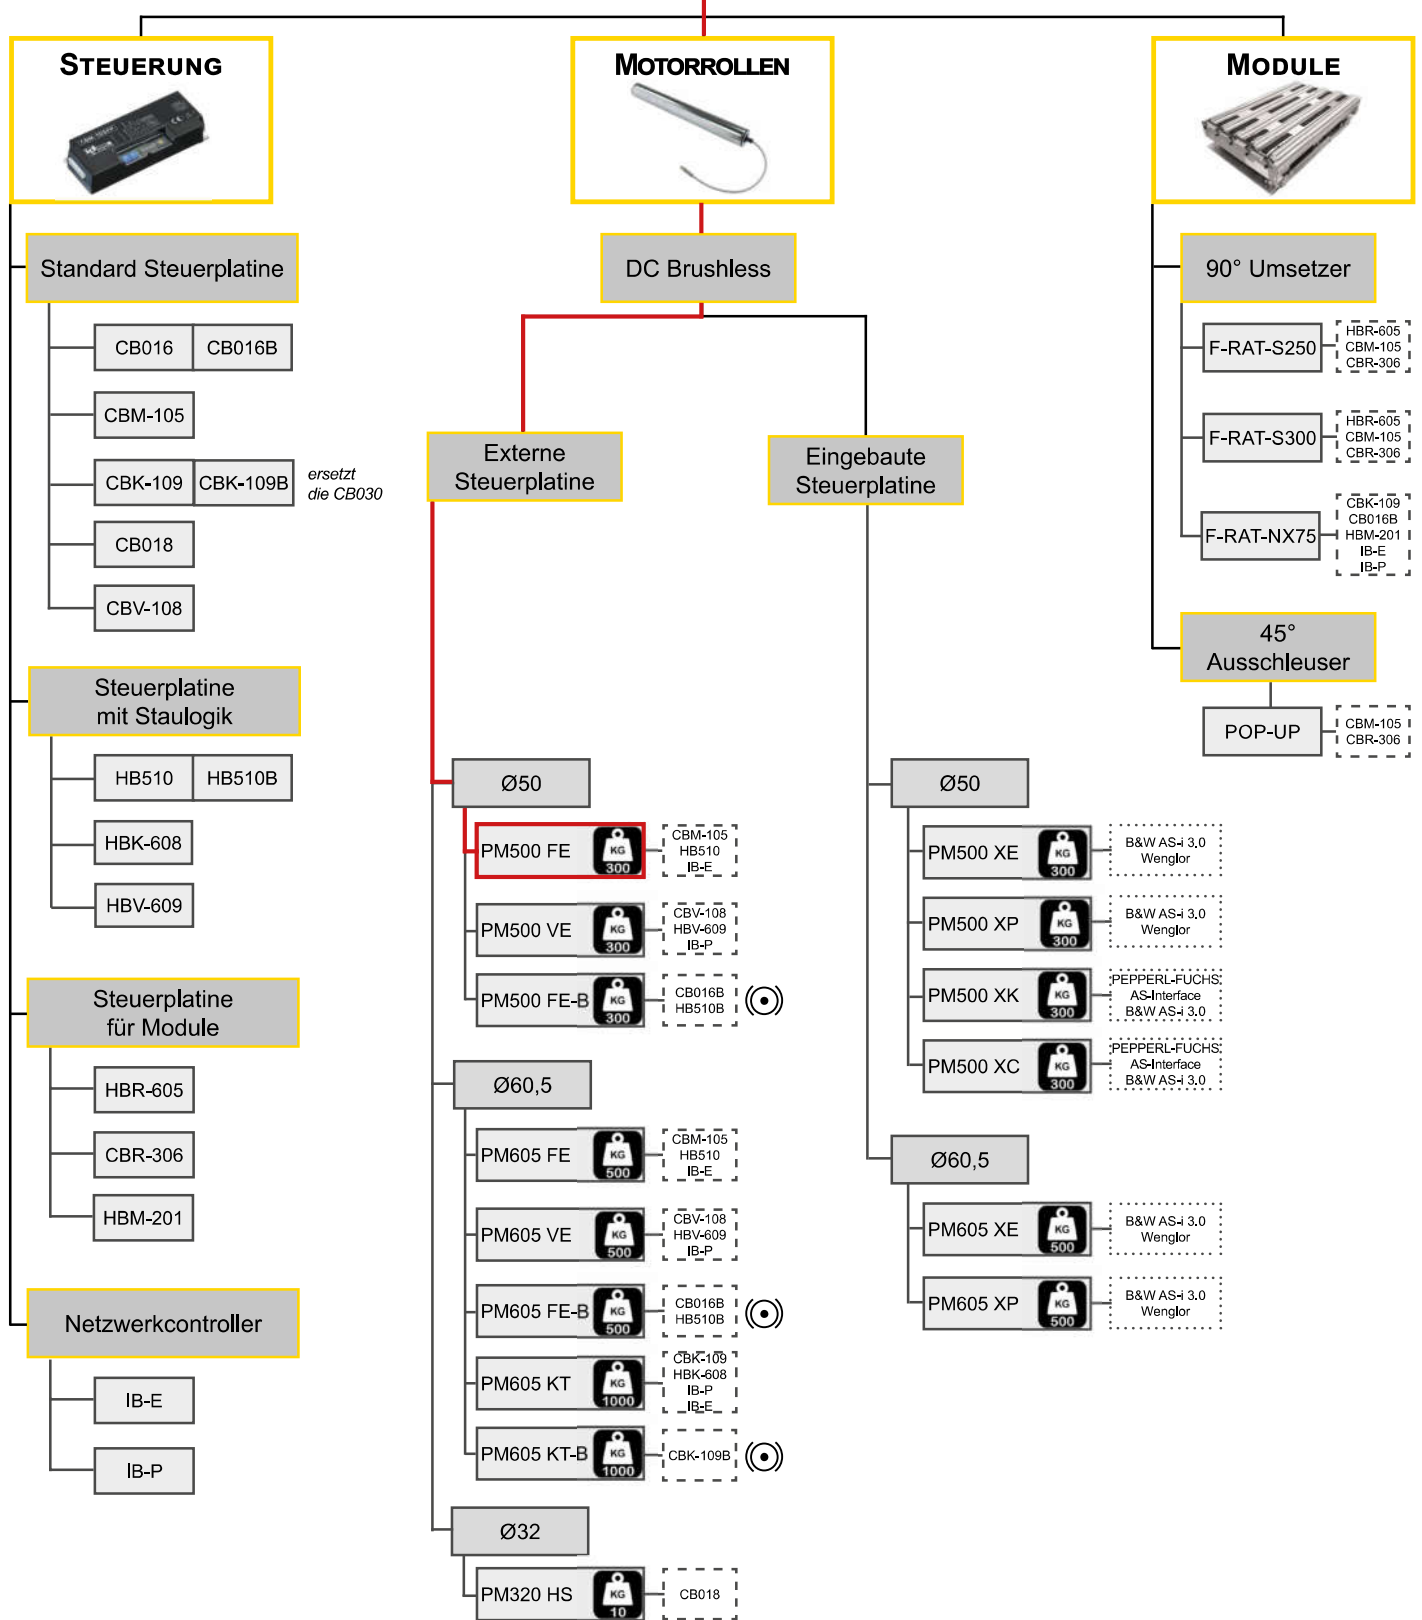 STEUERUNG
MOTORROLLEN
MODULE
Standard Steuerplatine
CB016 CB016B
CBM-105
CBK-109 CBK-109B
ersetzt
die CB030
CB018
CBV-108
Steuerplatine
mit Staulogik
HB510 HB510B
HBK-608
HBV-609
Steuerplatine
für Module
HBR-605
CBR-306
HBM-201
Netzwerkcontroller
IB-E
IB-P
DC Brushless
Externe
Steuerplatine
Ø50
PM500 FE
KG
300
CBM-105
HB510
IB-E
PM500 VE
KG
300
CBV-108
HBV-609
IB-P
PM500 FE-B
KG
300
CB016B
HB510B
Ø60,5
PM605 FE
KG
500
CBM-105
HB510
IB-E
PM605 VE
KG
500
CBV-108
HBV-609
IB-P
PM605 FE-B
KG
500
CB016B
HB510B
PM605 KT
KG
1000
CBK-109
HBK-608
IB-P
IB-E
PM605 KT-B
KG
1000
CBK-109B
Ø32
PM320 HS
KG
10
CB018
Eingebaute
Steuerplatine
Ø50
PM500 XE
KG
300
B&W AS-i 3.0
Wenglor
PM500 XP
KG
300
B&W AS-i 3.0
Wenglor
PM500 XK
KG
300
PEPPERL-FUCHS
AS-Interface
B&W AS-i 3.0
PM500 XC
KG
300
PEPPERL-FUCHS
AS-Interface
B&W AS-i 3.0
Ø60,5
PM605 XE
KG
500
B&W AS-i 3.0
Wenglor
PM605 XP
KG
500
B&W AS-i 3.0
Wenglor
90° Umsetzer
F-RAT-S250
HBR-605
CBM-105
CBR-306
F-RAT-S300
HBR-605
CBM-105
CBR-306
F-RAT-NX75
CBK-109
CB016B
HBM-201
IB-E
IB-P
45°
Ausschleuser
POP-UP
CBM-105
CBR-306